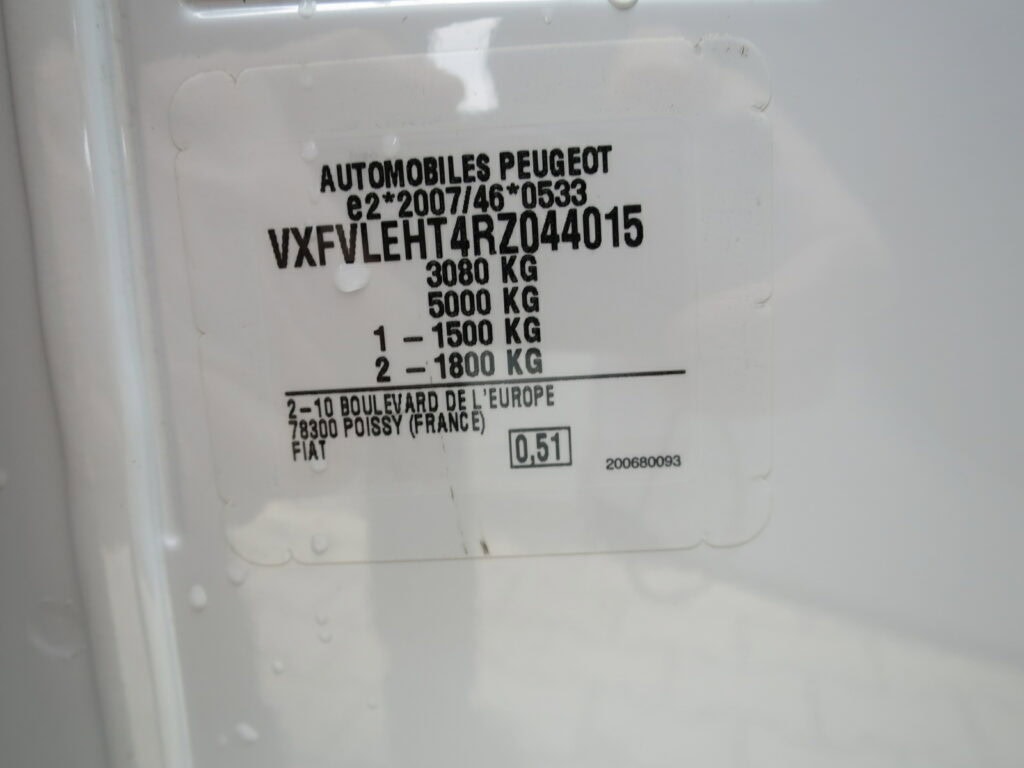 AUTOMOBILES PEUGEOT
e2*2007/46*0533
VXFVLEHT4RZ044015
3080 KG
5000 KG
1 - 1500 KG
2 - 1800 KG
2-10 BOULEVARD DE L'EUROPE
78300 POISSY (FRANCE)
FIAT
0,51
200680093